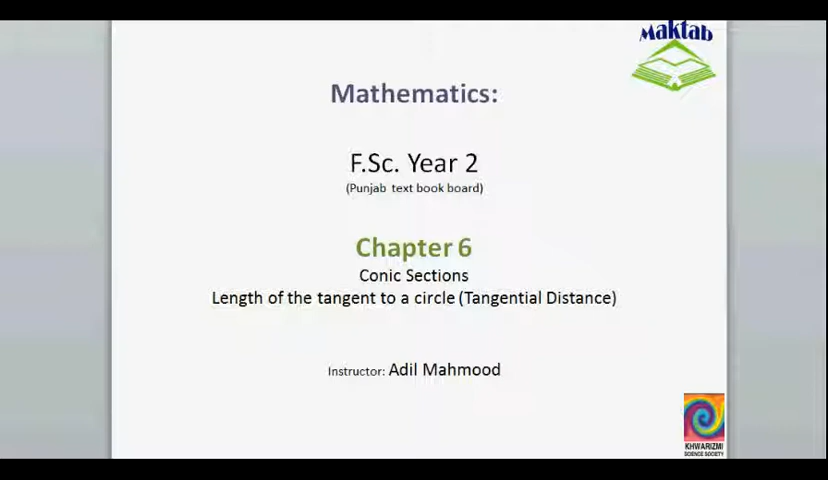 Maktab
Mathematics:
F.Sc. Year 2
(Punjab text book board)
Chapter 6
Conic Sections
Length of the tangent to a circle (Tangential Distance)
Instructor: Adil Mahmood
KHWARIZMI
SCIENCE SOCIETY